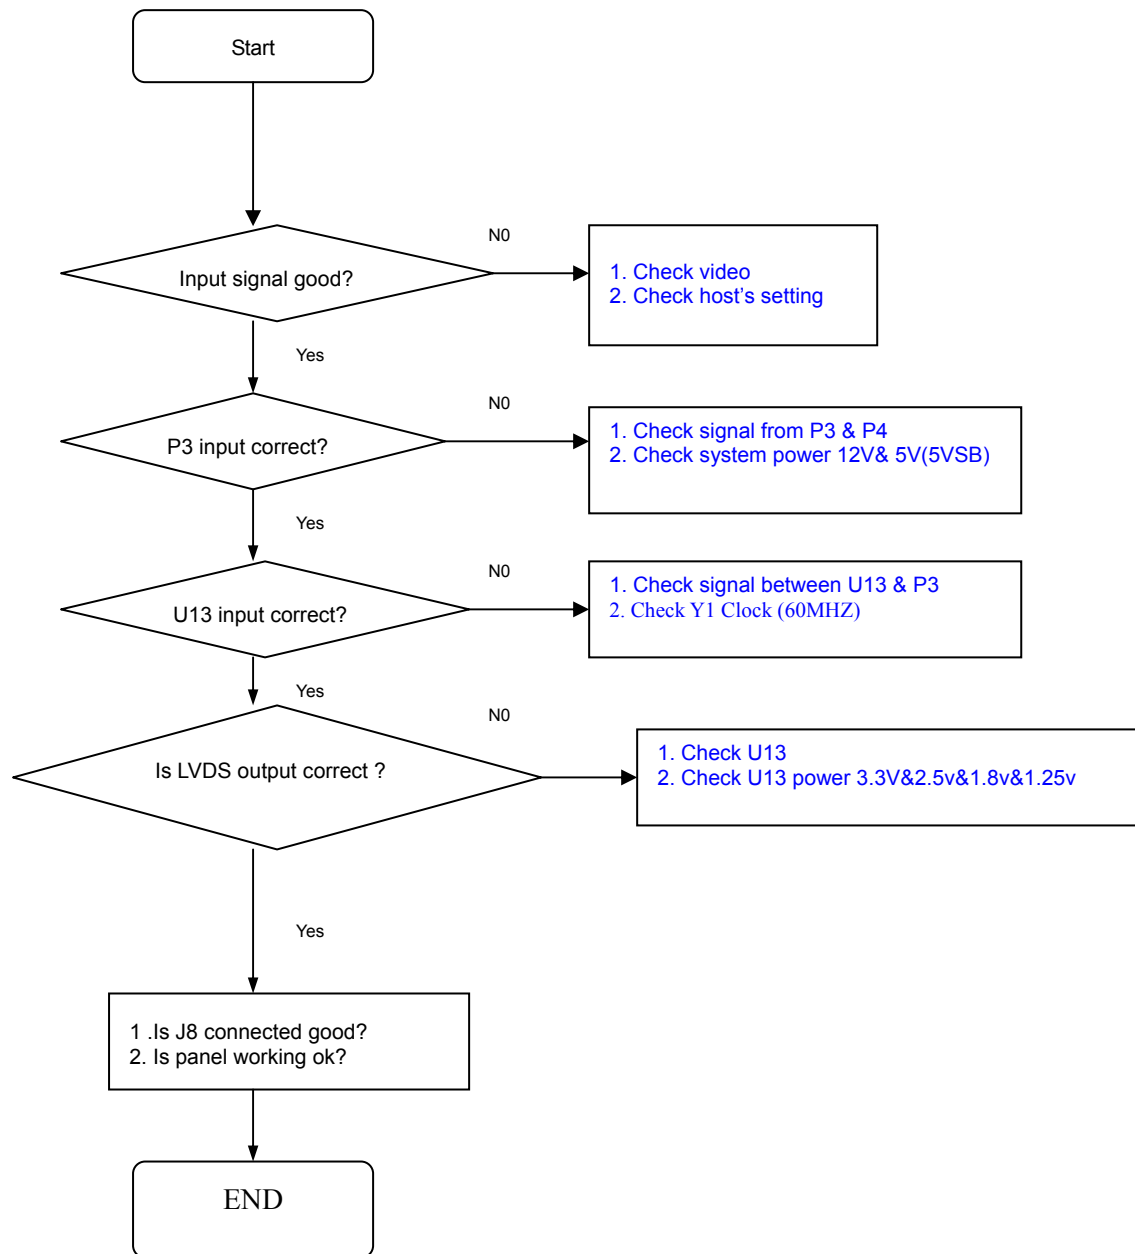 Start
Input signal good?
N0
1. Check video
2. Check host's setting
Yes
P3 input correct?
N0
1. Check signal from P3 & P4
2. Check system power 12V& 5V(5VSB)
Yes
U13 input correct?
N0
1. Check signal between U13 & P3
2. Check Y1 Clock (60MHZ)
Yes
Is LVDS output correct ?
N0
1. Check U13
2. Check U13 power 3.3V&2.5v&1.8v&1.25v
Yes
1 .Is J8 connected good?
2. Is panel working ok?
END